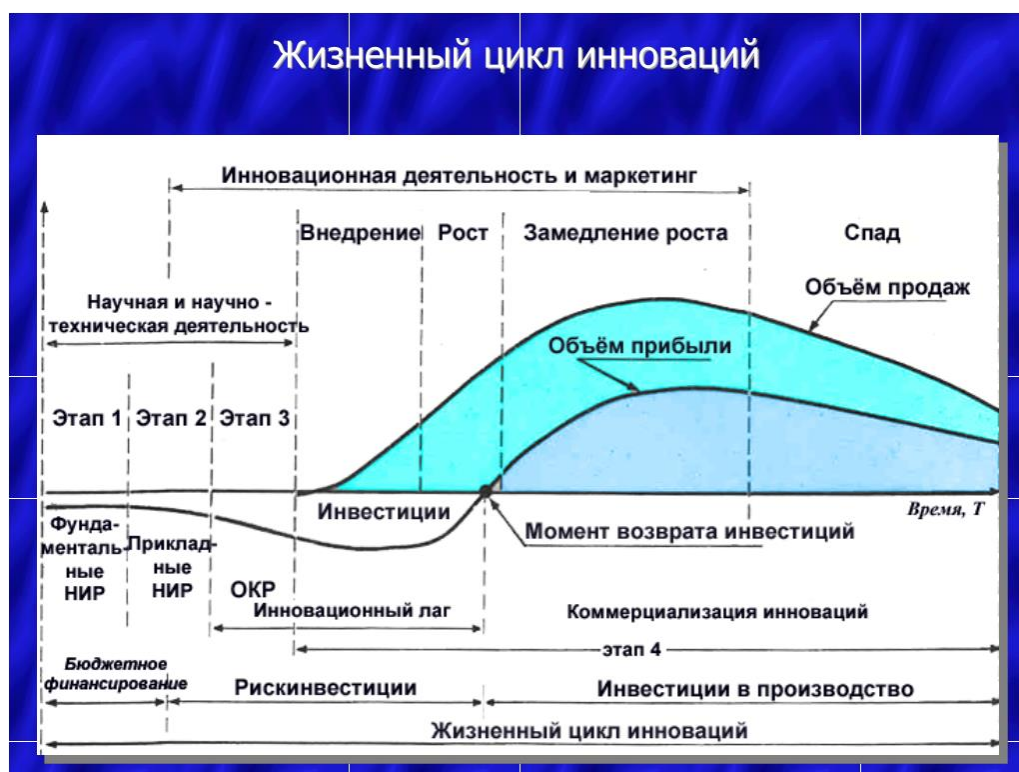 Жизненный цикл инноваций
Инновационная деятельность и маркетинг
Внедрение
Рост
Замедление роста
Спад
Научная и научно -
техническая деятельность
Объём продаж
Объём прибыли
Этап 1
Этап 2
Этап 3
Инвестиции
Время, Т
Момент возврата инвестиций
Фунда-
менталь-
ные
НИР
Приклад-
ные
НИР
ОКР
Инновационный лаг
Коммерциализация инноваций
этап 4
Бюджетное
финансирование
Рискинвестиции
Инвестиции в производство
Жизненный цикл инноваций